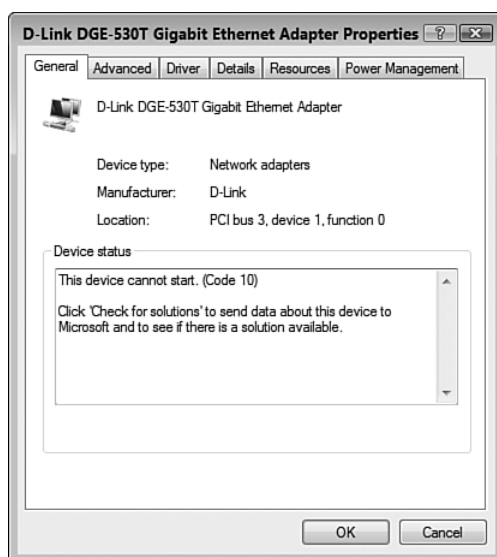 D-Link DGE-530T Gigabit Ethernet Adapter Properties ? X
General Advanced Driver Details Resources Power Management
D-Link DGE-530T Gigabit Ethernet Adapter
Device type: Network adapters
Manufacturer: D-Link
Location: PCI bus 3, device 1, function 0
Device status
This device cannot start. (Code 10)
Click 'Check for solutions' to send data about this device to
Microsoft and to see if there is a solution available.
OK Cancel